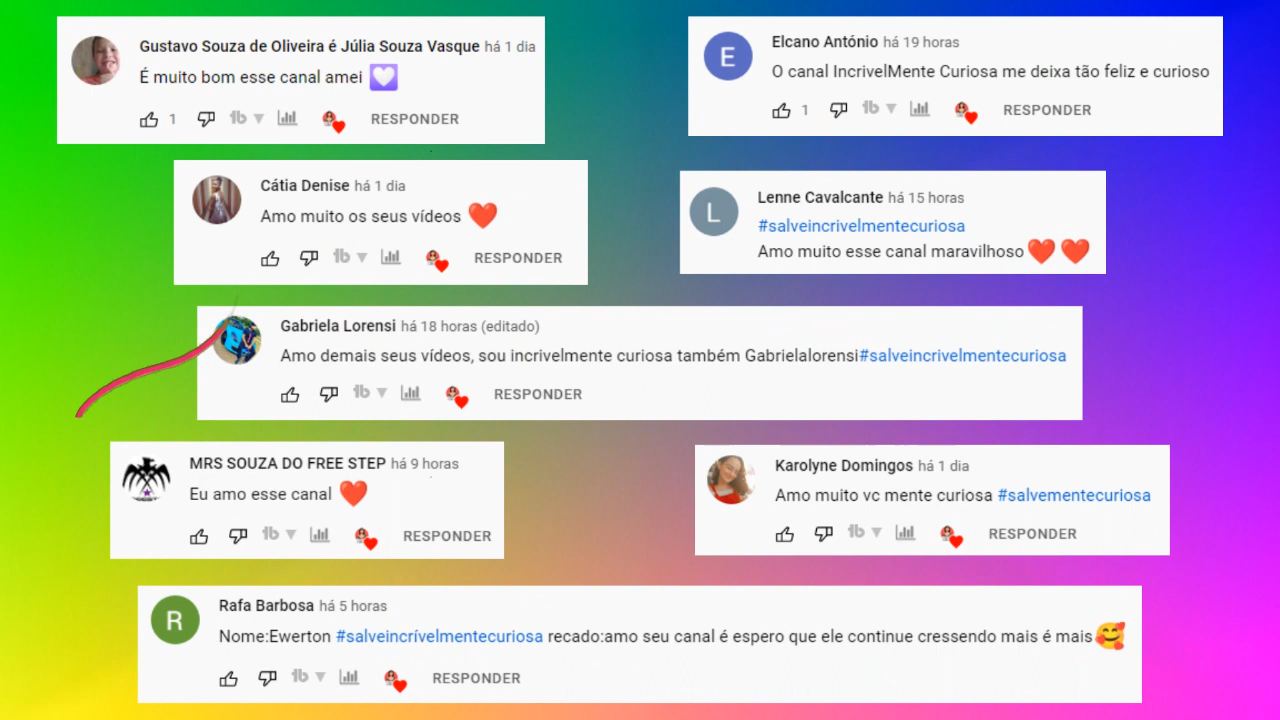 Gustavo Souza de Oliveira é Júlia Souza Vasque há 1 dia
É muito bom esse canal amei 🤍
1 RESPONDER
Elcano António há 19 horas
O canal IncrivelMente Curiosa me deixa tão feliz e curioso
1 RESPONDER
Cátia Denise há 1 dia
Amo muito os seus vídeos ❤️
RESPONDER
Lenne Cavalcante há 15 horas
#salveincrivelmentecuriosa
Amo muito esse canal maravilhoso ❤️ ❤️
Gabriela Lorensi há 18 horas (editado)
Amo demais seus vídeos, sou incrivelmente curiosa também Gabrielalorensi#salveincrivelmentecuriosa
RESPONDER
MRS SOUZA DO FREE STEP há 9 horas
Eu amo esse canal ❤️
RESPONDER
Karolyne Domingos há 1 dia
Amo muito vc mente curiosa #salvementecuriosa
RESPONDER
Rafa Barbosa há 5 horas
Nome:Ewerton #salveincrívelmentecuriosa recado:amo seu canal é espero que ele continue cressendo mais é mais🥰
RESPONDER